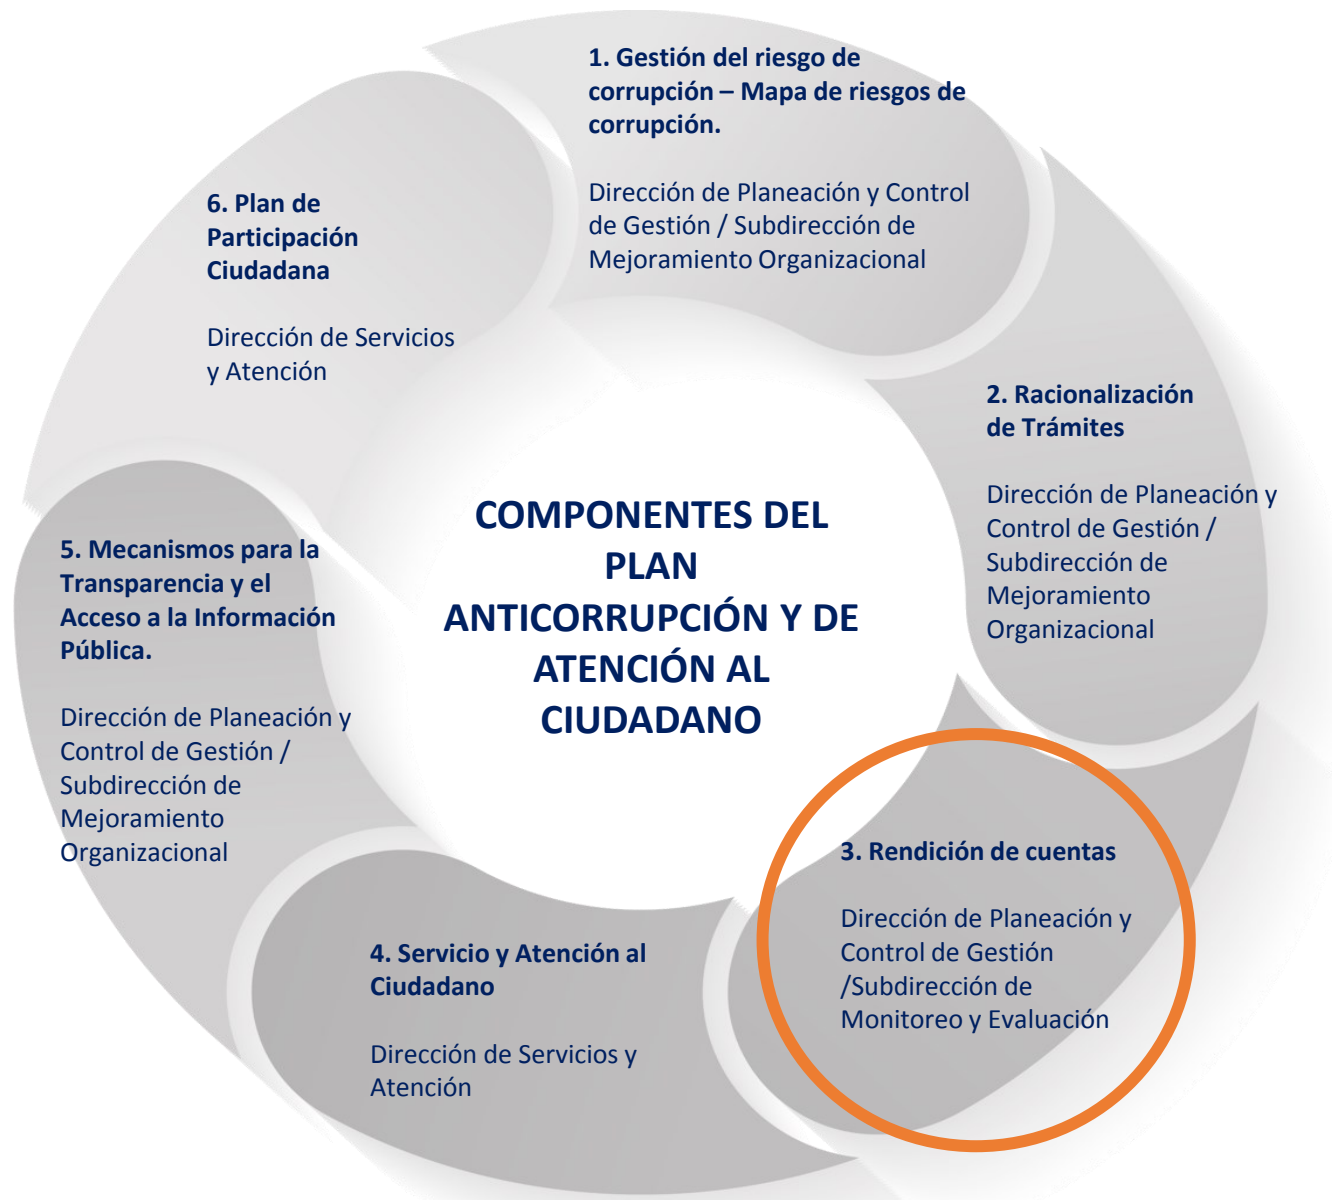 1. Gestión del riesgo de
corrupción – Mapa de riesgos de
corrupción.
Dirección de Planeación y Control
de Gestión / Subdirección de
Mejoramiento Organizacional
2. Racionalización
de Trámites
Dirección de Planeación y
Control de Gestión /
Subdirección de
Mejoramiento
Organizacional
3. Rendición de cuentas
Dirección de Planeación y
Control de Gestión
/Subdirección de
Monitoreo y Evaluación
4. Servicio y Atención al
Ciudadano
Dirección de Servicios y
Atención
5. Mecanismos para la
Transparencia y el
Acceso a la Información
Pública.
Dirección de Planeación y
Control de Gestión /
Subdirección de
Mejoramiento
Organizacional
6. Plan de
Participación
Ciudadana
Dirección de Servicios
y Atención
COMPONENTES DEL
PLAN
ANTICORRUPCIÓN Y DE
ATENCIÓN AL
CIUDADANO